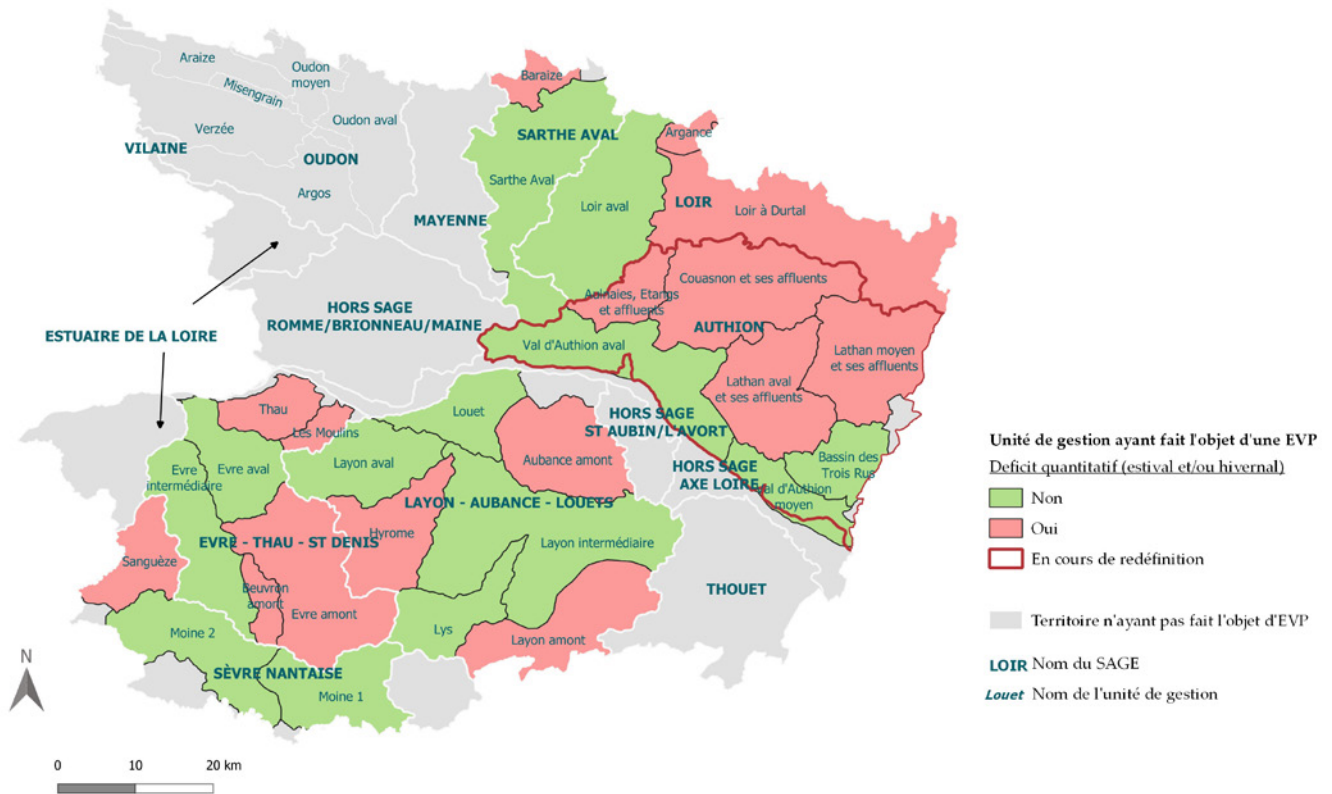 Araize
Oudon
moyen
Misengrain
Oudon aval
Verzée
VILAINE
OUDON
Argos
MAYENNE
Baraize
SARTHE AVAL
Argance
Sarthe Aval
Loir aval
LOIR
Loir à Durtal
HORS SAGE
ROMME/BRIONNEAU/MAINE
ESTUAIRE DE LA LOIRE
Aulnaies, Etangs
et affluents
Couasnon et ses affluents
AUTHION
Val d'Authion aval
Lathan moyen
et ses affluents
Lathan aval
et ses affluents
Thau
Les Moulins
Louet
HORS SAGE
ST AUBIN/L'AVORT
Evre
intermédiaire
Evre aval
Layon aval
Aubance amont
HORS SAGE
AXE LOIRE
Bassin des
Trois Rus
Val d'Authion
moyen
LAYON - AUBANCE - LOUETS
Hyrome
EVRE - THAU - ST DENIS
Layon intermédiaire
Sanguèze
Beuvron
amont
Evre amont
THOUET
Moine 2
Lys
Layon amont
SÈVRE NANTAISE
Moine 1
N
0 10 20 km
Unité de gestion ayant fait l'objet d'une EVP
Deficit quantitatif (estival et/ou hivernal)
Non
Oui
En cours de redéfinition
Territoire n'ayant pas fait l'objet d'EVP
LOIR Nom du SAGE
Louet Nom de l'unité de gestion